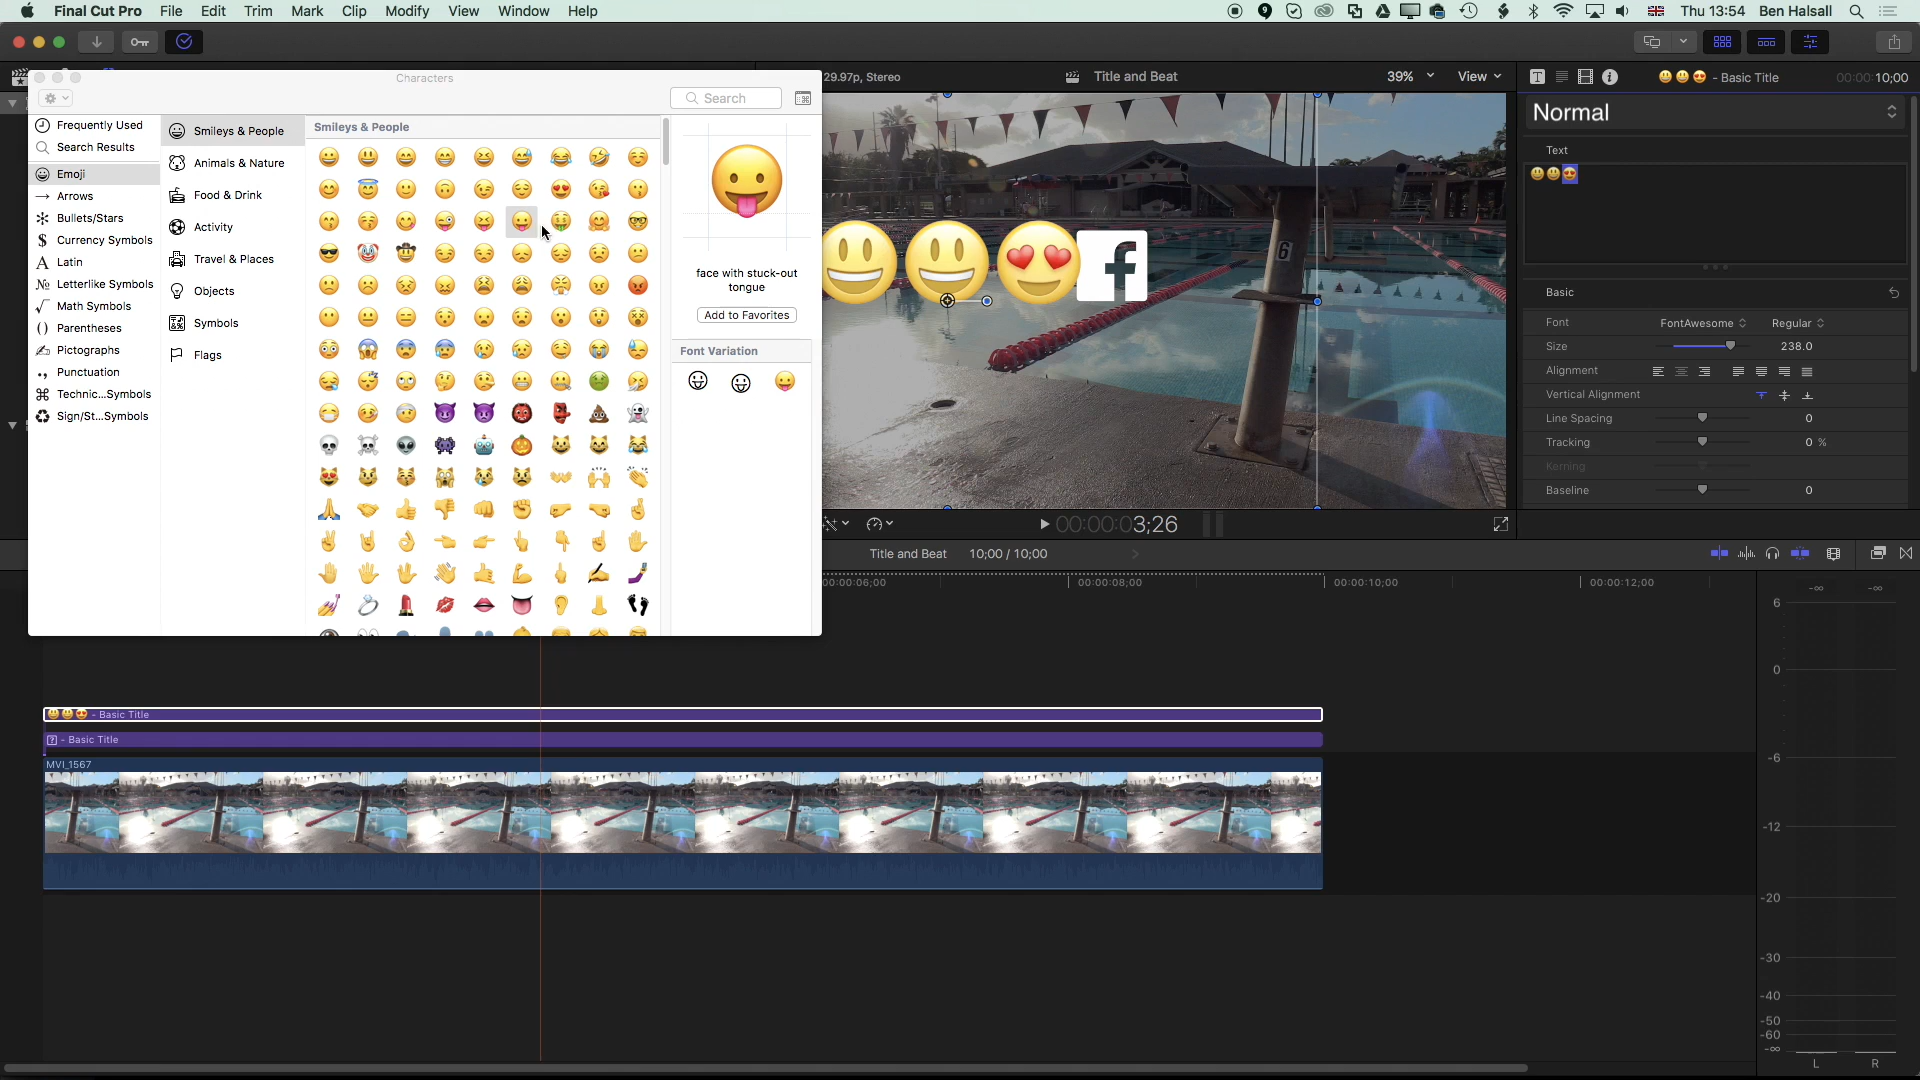 Final Cut Pro File Edit Trim Mark Clip Modify View Window Help
Thu 13:54 Ben Halsall
Characters
Search
Frequently Used
Search Results
Emoji
Arrows
Bullets/Stars
Currency Symbols
Latin
Letterlike Symbols
Math Symbols
Parentheses
Pictographs
Punctuation
Technic...Symbols
Sign/St...Symbols
Smileys & People
Animals & Nature
Food & Drink
Activity
Travel & Places
Objects
Symbols
Flags
Smileys & People
face with stuck-out
tongue
Add to Favorites
Font Variation
29.97p, Stereo
Title and Beat
39%
View
6
00:00:03;26
😃😃😍 - Basic Title
00:00:10;00
Normal
Text
😃😃😍
Basic
Font FontAwesome Regular
Size 238.0
Alignment
Vertical Alignment
Line Spacing 0
Tracking 0 %
Kerning
Baseline 0
Title and Beat 10;00 / 10;00
00:00:06;00
00:00:08;00
00:00:10;00
00:00:12;00
😃😃😍 - Basic Title
? - Basic Title
MVI_1567
-∞ -∞
6
0
-6
-12
-20
-30
-40
-50
-60
-∞
L R